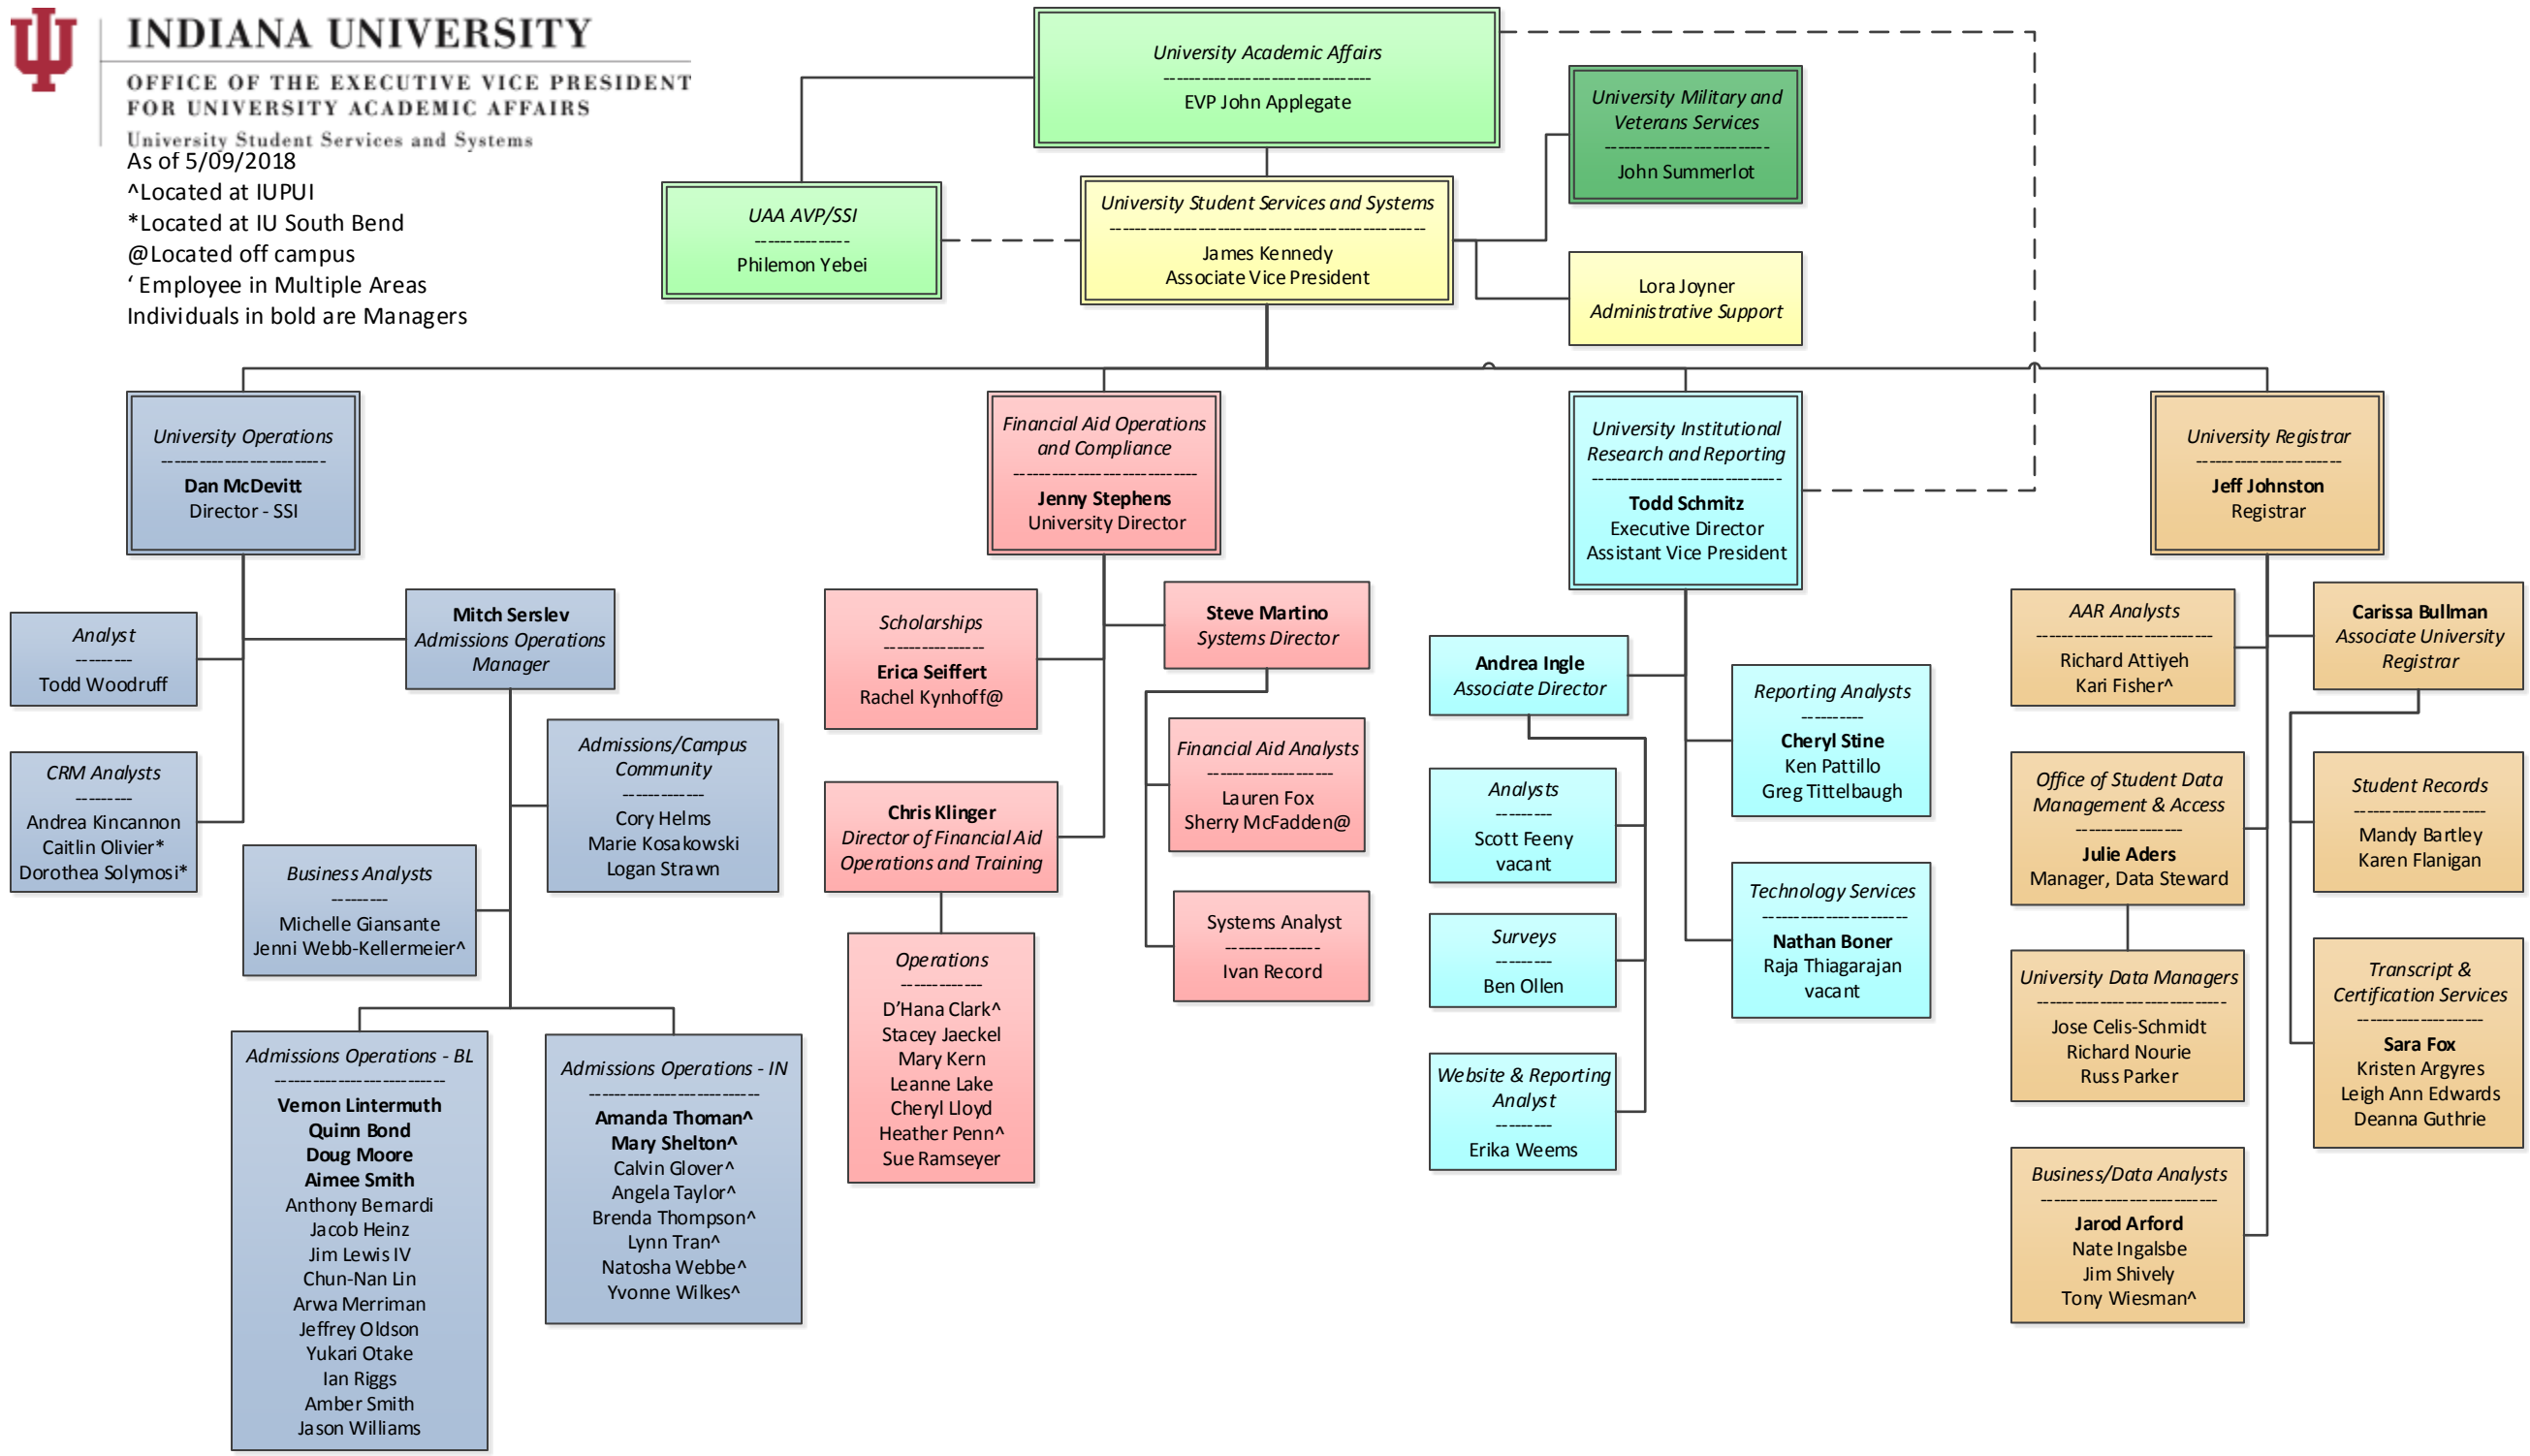 INDIANA UNIVERSITY
OFFICE OF THE EXECUTIVE VICE PRESIDENT
FOR UNIVERSITY ACADEMIC AFFAIRS
University Student Services and Systems
As of 5/09/2018
^Located at IUPUI
*Located at IU South Bend
@Located off campus
‘ Employee in Multiple Areas
Individuals in bold are Managers
University Academic Affairs
EVP John Applegate
University Military and
Veterans Services
John Summerlot
UAA AVP/SSI
Philemon Yebei
University Student Services and Systems
James Kennedy
Associate Vice President
Lora Joyner
Administrative Support
University Operations
Dan McDevitt
Director - SSI
Analyst
Todd Woodruff
CRM Analysts
Andrea Kincannon
Caitlin Olivier*
Dorothea Solymosi*
Mitch Serslev
Admissions Operations
Manager
Admissions/Campus
Community
Cory Helms
Marie Kosakowski
Logan Strawn
Business Analysts
Michelle Giansante
Jenni Webb-Kellermeier^
Admissions Operations - BL
Vernon Lintermuth
Quinn Bond
Doug Moore
Aimee Smith
Anthony Bernardi
Jacob Heinz
Jim Lewis IV
Chun-Nan Lin
Arwa Merriman
Jeffrey Oldson
Yukari Otake
Ian Riggs
Amber Smith
Jason Williams
Admissions Operations - IN
Amanda Thoman^
Mary Shelton^
Calvin Glover^
Angela Taylor^
Brenda Thompson^
Lynn Tran^
Natosha Webbe^
Yvonne Wilkes^
Financial Aid Operations
and Compliance
Jenny Stephens
University Director
Scholarships
Erica Seiffert
Rachel Kynhoff@
Steve Martino
Systems Director
Financial Aid Analysts
Lauren Fox
Sherry McFadden@
Systems Analyst
Ivan Record
Chris Klinger
Director of Financial Aid
Operations and Training
Operations
D’Hana Clark^
Stacey Jaeckel
Mary Kern
Leanne Lake
Cheryl Lloyd
Heather Penn^
Sue Ramseyer
University Institutional
Research and Reporting
Todd Schmitz
Executive Director
Assistant Vice President
Andrea Ingle
Associate Director
Analysts
Scott Feeny
vacant
Surveys
Ben Ollen
Website & Reporting
Analyst
Erika Weems
Reporting Analysts
Cheryl Stine
Ken Pattillo
Greg Tittelbaugh
Technology Services
Nathan Boner
Raja Thiagarajan
vacant
University Registrar
Jeff Johnston
Registrar
AAR Analysts
Richard Attiyeh
Kari Fisher^
Carissa Bullman
Associate University
Registrar
Office of Student Data
Management & Access
Julie Aders
Manager, Data Steward
University Data Managers
Jose Celis-Schmidt
Richard Nourie
Russ Parker
Business/Data Analysts
Jarod Arford
Nate Ingalsbe
Jim Shively
Tony Wiesman^
Student Records
Mandy Bartley
Karen Flanigan
Transcript &
Certification Services
Sara Fox
Kristen Argyres
Leigh Ann Edwards
Deanna Guthrie